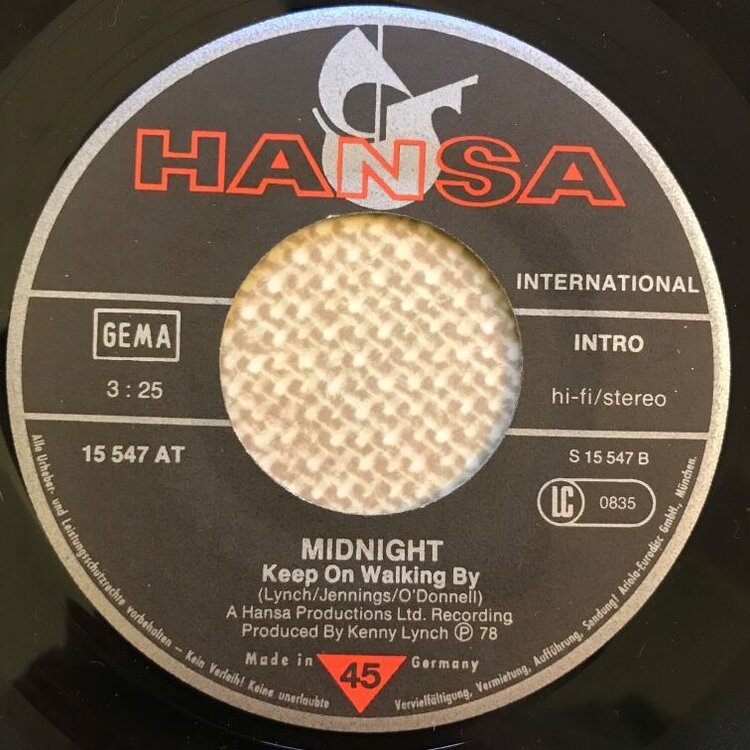 HANSA
INTERNATIONAL
GEMA
INTRO
3 : 25
hi-fi/stereo
15 547 AT
S 15 547 B
LC 0835
MIDNIGHT
Keep On Walking By
(Lynch/Jennings/O'Donnell)
A Hansa Productions Ltd. Recording
Produced By Kenny Lynch Ⓟ 78
Made in 45 Germany
Alle Urheber- und Leistungsschutzrechte vorbehalten – Kein Verleih! Keine unerlaubte Vervielfältigung, Vermietung, Aufführung, Sendung! Ariola-Eurodisc GmbH., München.